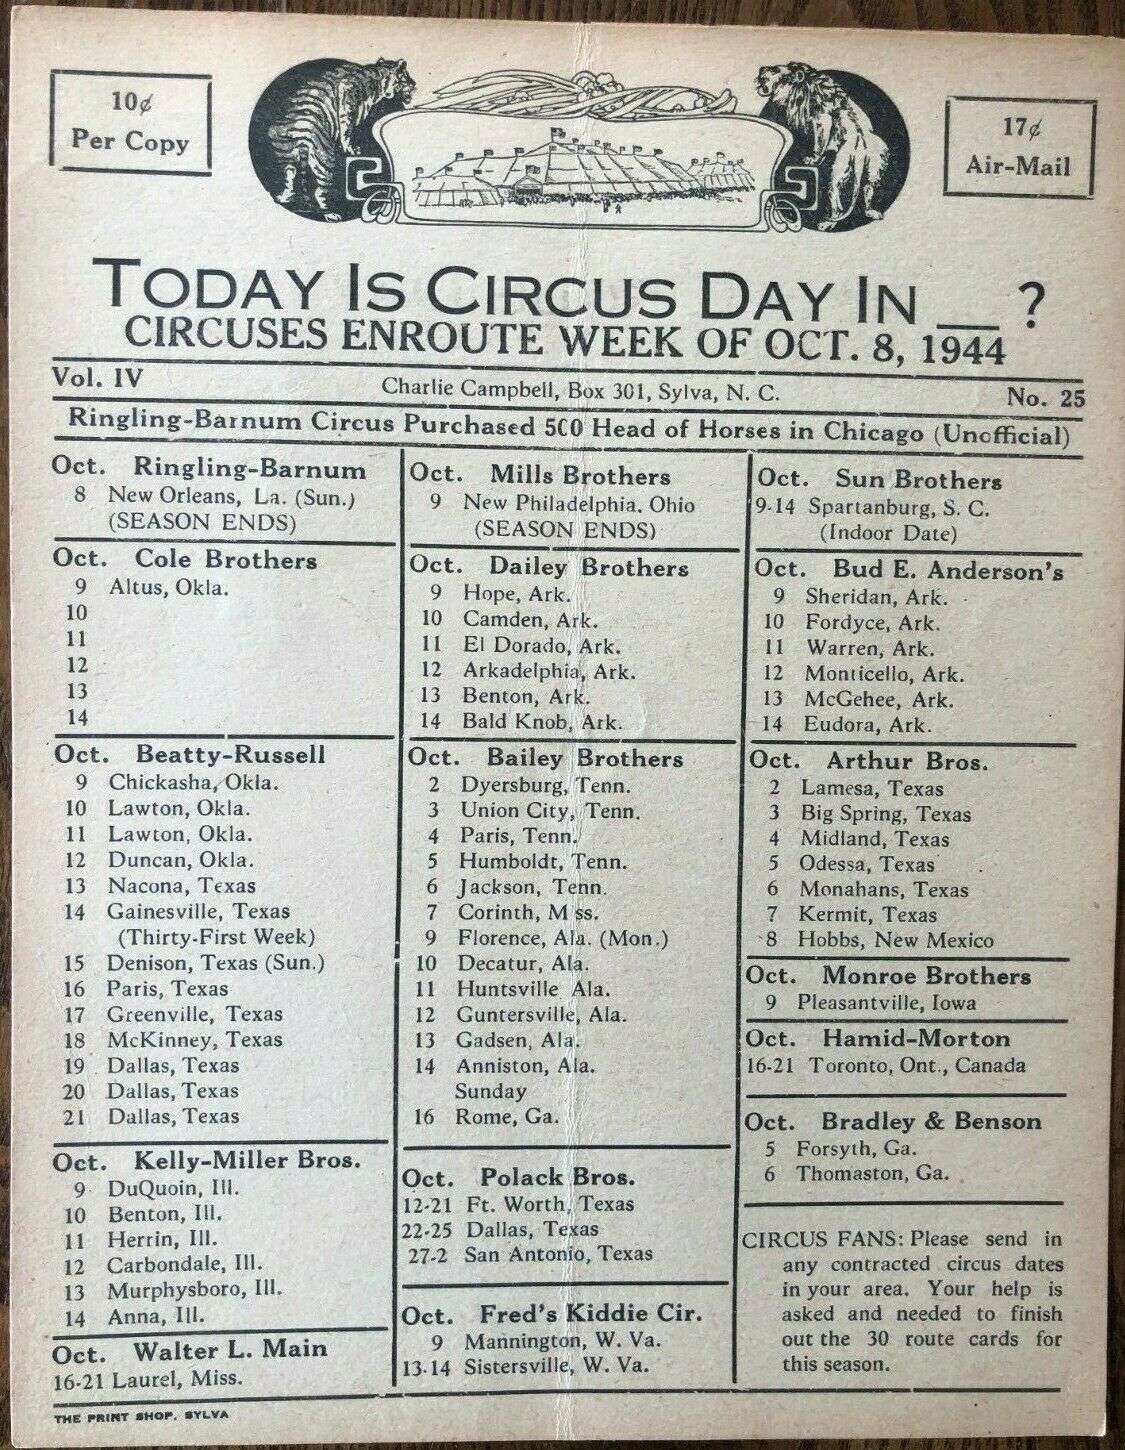 10¢
Per Copy
17¢
Air-Mail
TODAY IS CIRCUS DAY IN __ ?
CIRCUSES ENROUTE WEEK OF OCT. 8, 1944
Vol. IV
Charlie Campbell, Box 301, Sylva, N. C.
No. 25
Ringling-Barnum Circus Purchased 500 Head of Horses in Chicago (Unofficial)
Oct. Ringling-Barnum
8 New Orleans, La. (Sun.)
(SEASON ENDS)
Oct. Cole Brothers
9 Altus, Okla.
10
11
12
13
14
Oct. Beatty-Russell
9 Chickasha, Okla.
10 Lawton, Okla.
11 Lawton, Okla.
12 Duncan, Okla.
13 Nacona, Texas
14 Gainesville, Texas
(Thirty-First Week)
15 Denison, Texas (Sun.)
16 Paris, Texas
17 Greenville, Texas
18 McKinney, Texas
19 Dallas, Texas
20 Dallas, Texas
21 Dallas, Texas
Oct. Kelly-Miller Bros.
9 DuQuoin, Ill.
10 Benton, Ill.
11 Herrin, Ill.
12 Carbondale, Ill.
13 Murphysboro, Ill.
14 Anna, Ill.
Oct. Walter L. Main
16-21 Laurel, Miss.
Oct. Mills Brothers
9 New Philadelphia, Ohio
(SEASON ENDS)
Oct. Dailey Brothers
9 Hope, Ark.
10 Camden, Ark.
11 El Dorado, Ark.
12 Arkadelphia, Ark.
13 Benton, Ark.
14 Bald Knob, Ark.
Oct. Bailey Brothers
2 Dyersburg, Tenn.
3 Union City, Tenn.
4 Paris, Tenn.
5 Humboldt, Tenn.
6 Jackson, Tenn.
7 Corinth, M ss.
9 Florence, Ala. (Mon.)
10 Decatur, Ala.
11 Huntsville Ala.
12 Guntersville, Ala.
13 Gadsen, Ala.
14 Anniston, Ala.
Sunday
16 Rome, Ga.
Oct. Polack Bros.
12-21 Ft. Worth, Texas
22-25 Dallas, Texas
27-2 San Antonio, Texas
Oct. Fred's Kiddie Cir.
9 Mannington, W. Va.
13-14 Sistersville, W. Va.
Oct. Sun Brothers
9-14 Spartanburg, S. C.
(Indoor Date)
Oct. Bud E. Anderson's
9 Sheridan, Ark.
10 Fordyce, Ark.
11 Warren, Ark.
12 Monticello, Ark.
13 McGehee, Ark.
14 Eudora, Ark.
Oct. Arthur Bros.
2 Lamesa, Texas
3 Big Spring, Texas
4 Midland, Texas
5 Odessa, Texas
6 Monahans, Texas
7 Kermit, Texas
8 Hobbs, New Mexico
Oct. Monroe Brothers
9 Pleasantville, Iowa
Oct. Hamid-Morton
16-21 Toronto, Ont., Canada
Oct. Bradley & Benson
5 Forsyth, Ga.
6 Thomaston, Ga.
CIRCUS FANS: Please send in
any contracted circus dates
in your area. Your help is
asked and needed to finish
out the 30 route cards for
this season.
THE PRINT SHOP, SYLVA